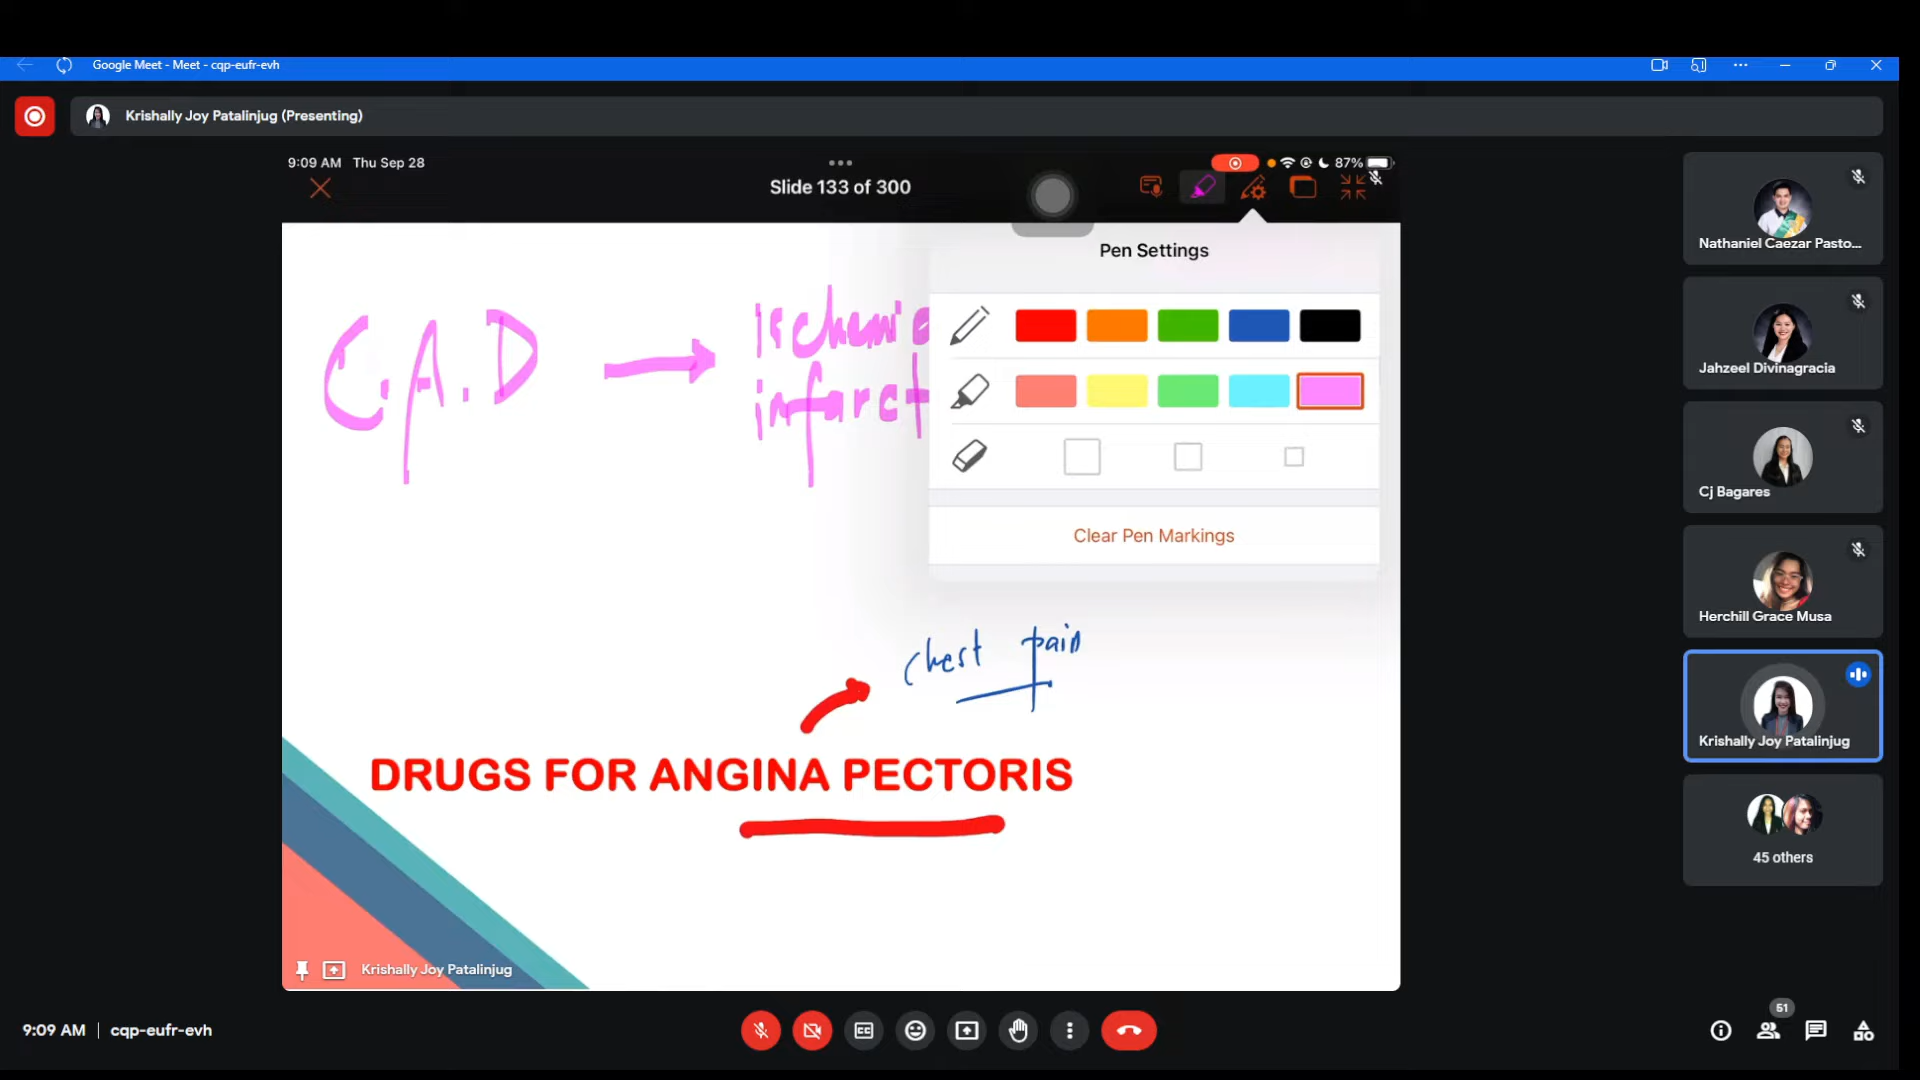 Google Meet - Meet - cqp-eufr-evh
Krishally Joy Patalinjug (Presenting)
9:09 AM Thu Sep 28
87%
Slide 133 of 300
Pen Settings
C.A.D
Ischemic
infarct
Clear Pen Markings
chest pain
DRUGS FOR ANGINA PECTORIS
Krishally Joy Patalinjug
Nathaniel Caezar Pasto...
Jahzeel Divinagracia
Cj Bagares
Herchill Grace Musa
Krishally Joy Patalinjug
45 others
9:09 AM | cqp-eufr-evh
51